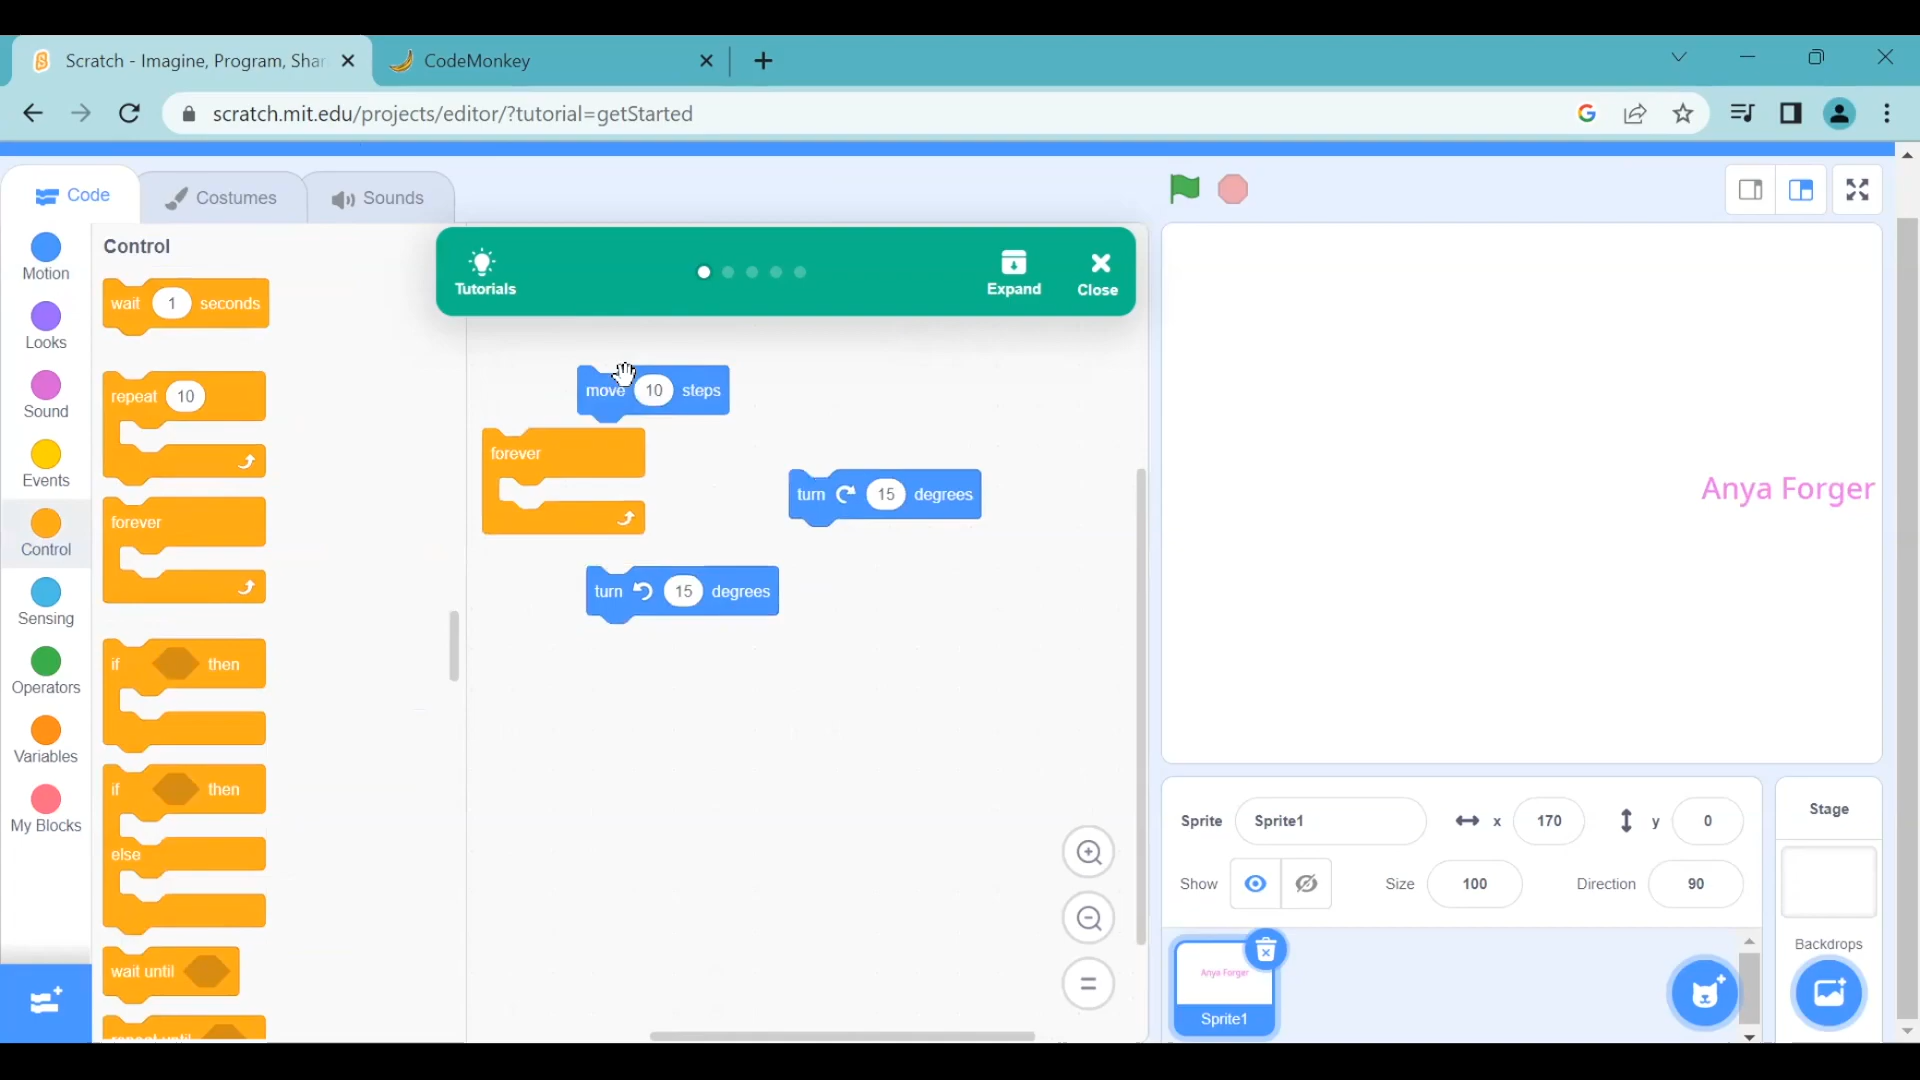 Scratch - Imagine, Program, Shar
CodeMonkey
scratch.mit.edu/projects/editor/?tutorial=getStarted
Code
Costumes
Sounds
Motion
Looks
Sound
Events
Control
Sensing
Operators
Variables
My Blocks
Control
wait 1 seconds
repeat 10
forever
if then
if then
else
wait until
repeat until
Tutorials
Expand
Close
move 10 steps
forever
turn 15 degrees
turn 15 degrees
Anya Forger
Sprite Sprite1 x 170 y 0
Show Size 100 Direction 90
Anya Forger
Sprite1
Stage
Backdrops